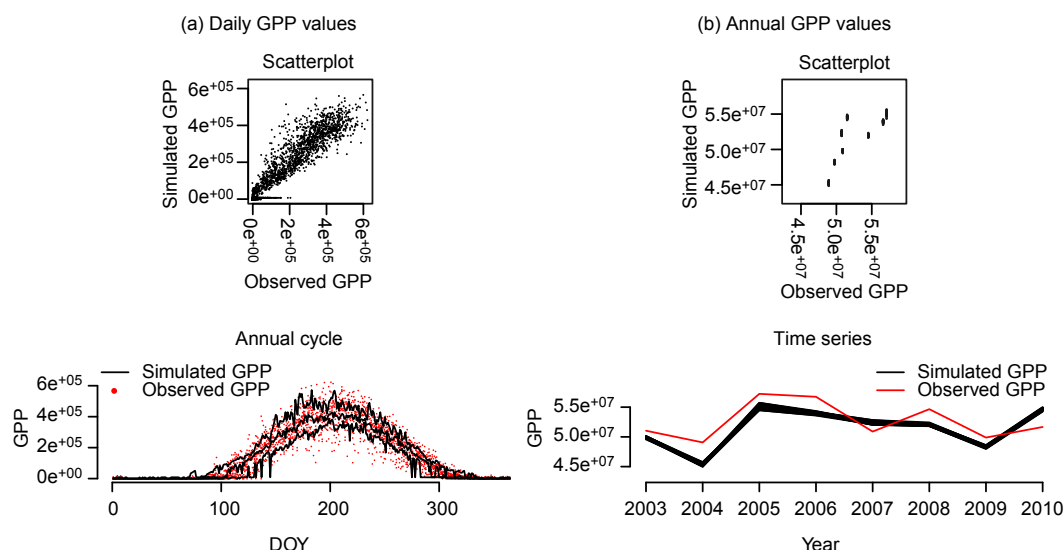 (a) Daily GPP values
Scatterplot
Simulated GPP
6e+05
4e+05
2e+05
0e+00
0e+00
2e+05
4e+05
6e+05
Observed GPP
Annual cycle
Simulated GPP
Observed GPP
GPP
6e+05
4e+05
2e+05
0e+00
0
100
200
300
DOY
(b) Annual GPP values
Scatterplot
Simulated GPP
5.5e+07
5.0e+07
4.5e+07
4.5e+07
5.0e+07
5.5e+07
Observed GPP
Time series
Simulated GPP
Observed GPP
GPP
5.5e+07
5.0e+07
4.5e+07
2003 2004 2005 2006 2007 2008 2009 2010
Year